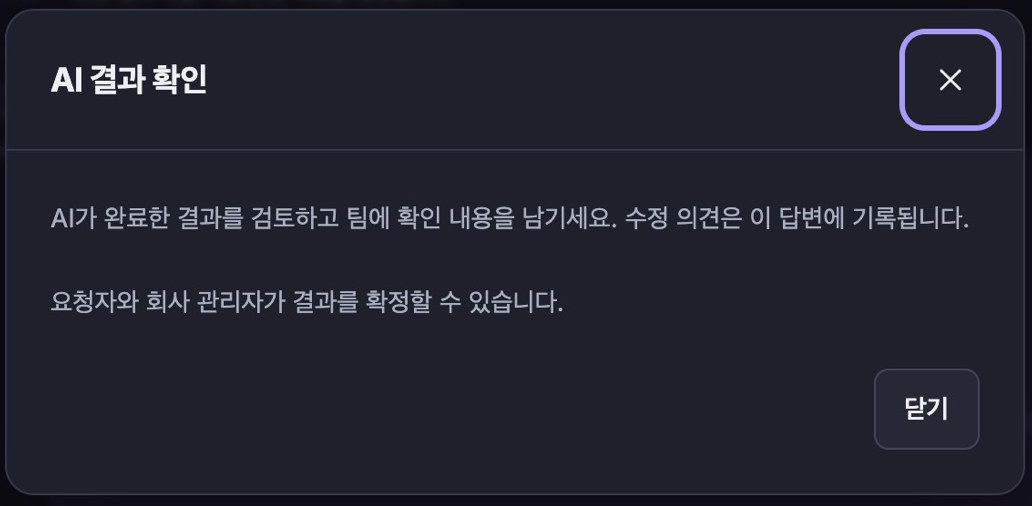 AI 결과 확인
AI가 완료한 결과를 검토하고 팀에 확인 내용을 남기세요. 수정 의견은 이 답변에 기록됩니다.
요청자와 회사 관리자가 결과를 확정할 수 있습니다.
닫기